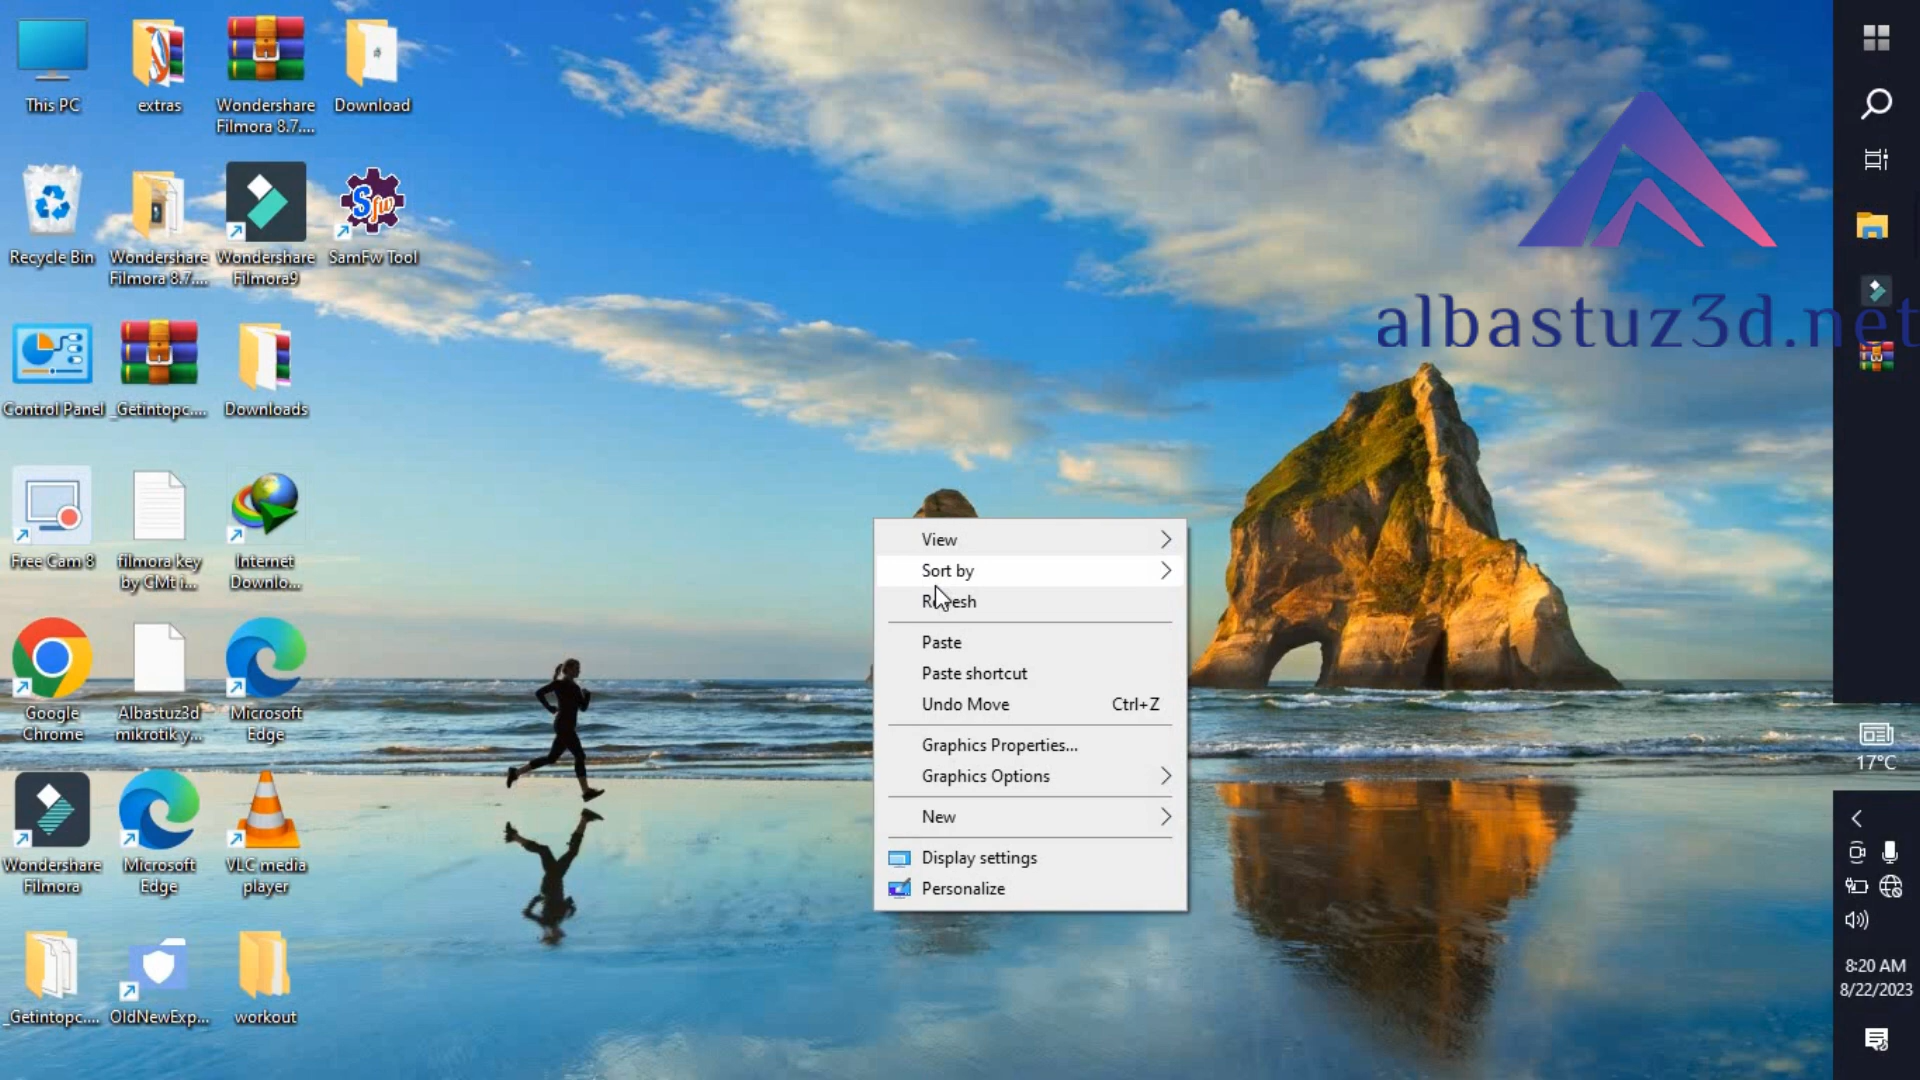 This PC
extras
Wondershare
Filmora 8.7....
Download
Recycle Bin
Wondershare
Filmora 8.7....
Wondershare
Filmora9
Sfw
SamFw Tool
Control Panel
_Getintopc....
Downloads
Free Cam 8
filmora key
by CMt i...
Internet
Downlo...
Google
Chrome
Albastuz3d
mikrotik.y...
Microsoft
Edge
Wondershare
Filmora
Microsoft
Edge
VLC media
player
_Getintopc....
OldNewExp...
workout
View
Sort by
Refresh
Paste
Paste shortcut
Undo Move Ctrl+Z
Graphics Properties...
Graphics Options
New
Display settings
Personalize
albastuz3d.net
17°C
8:20 AM
8/22/2023